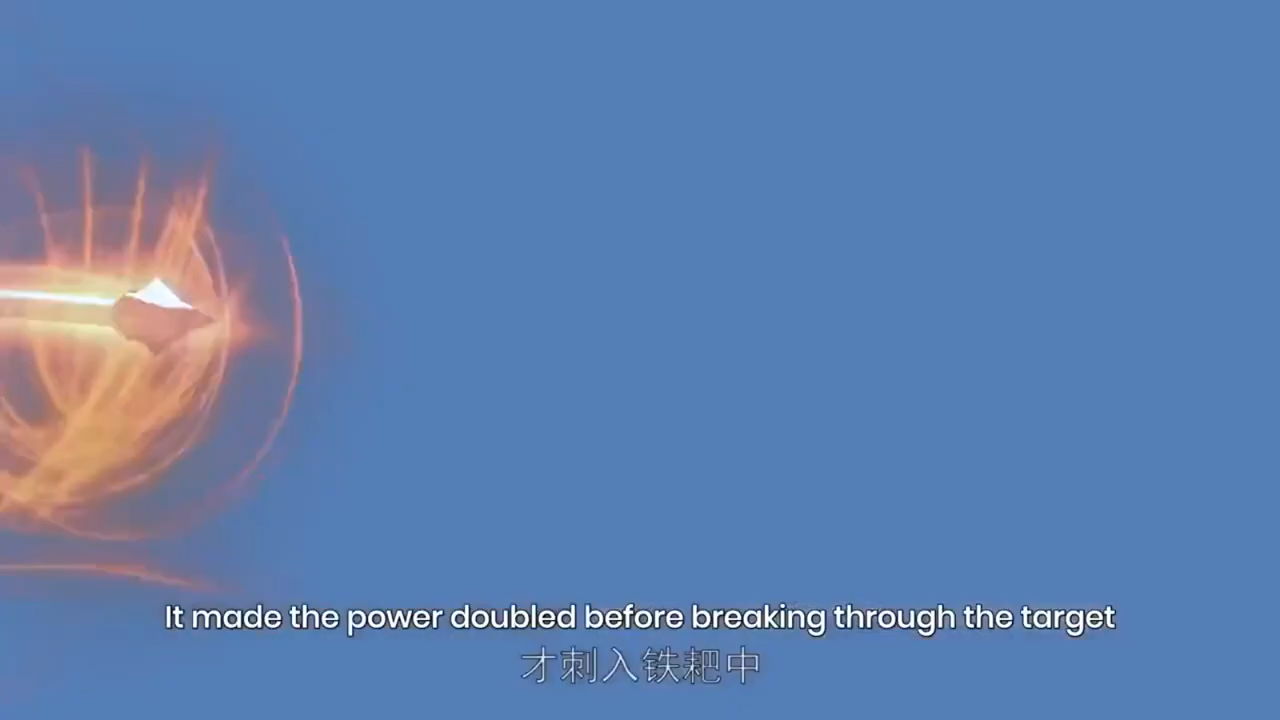 It made the power doubled before breaking through the target
才刺入铁耙中